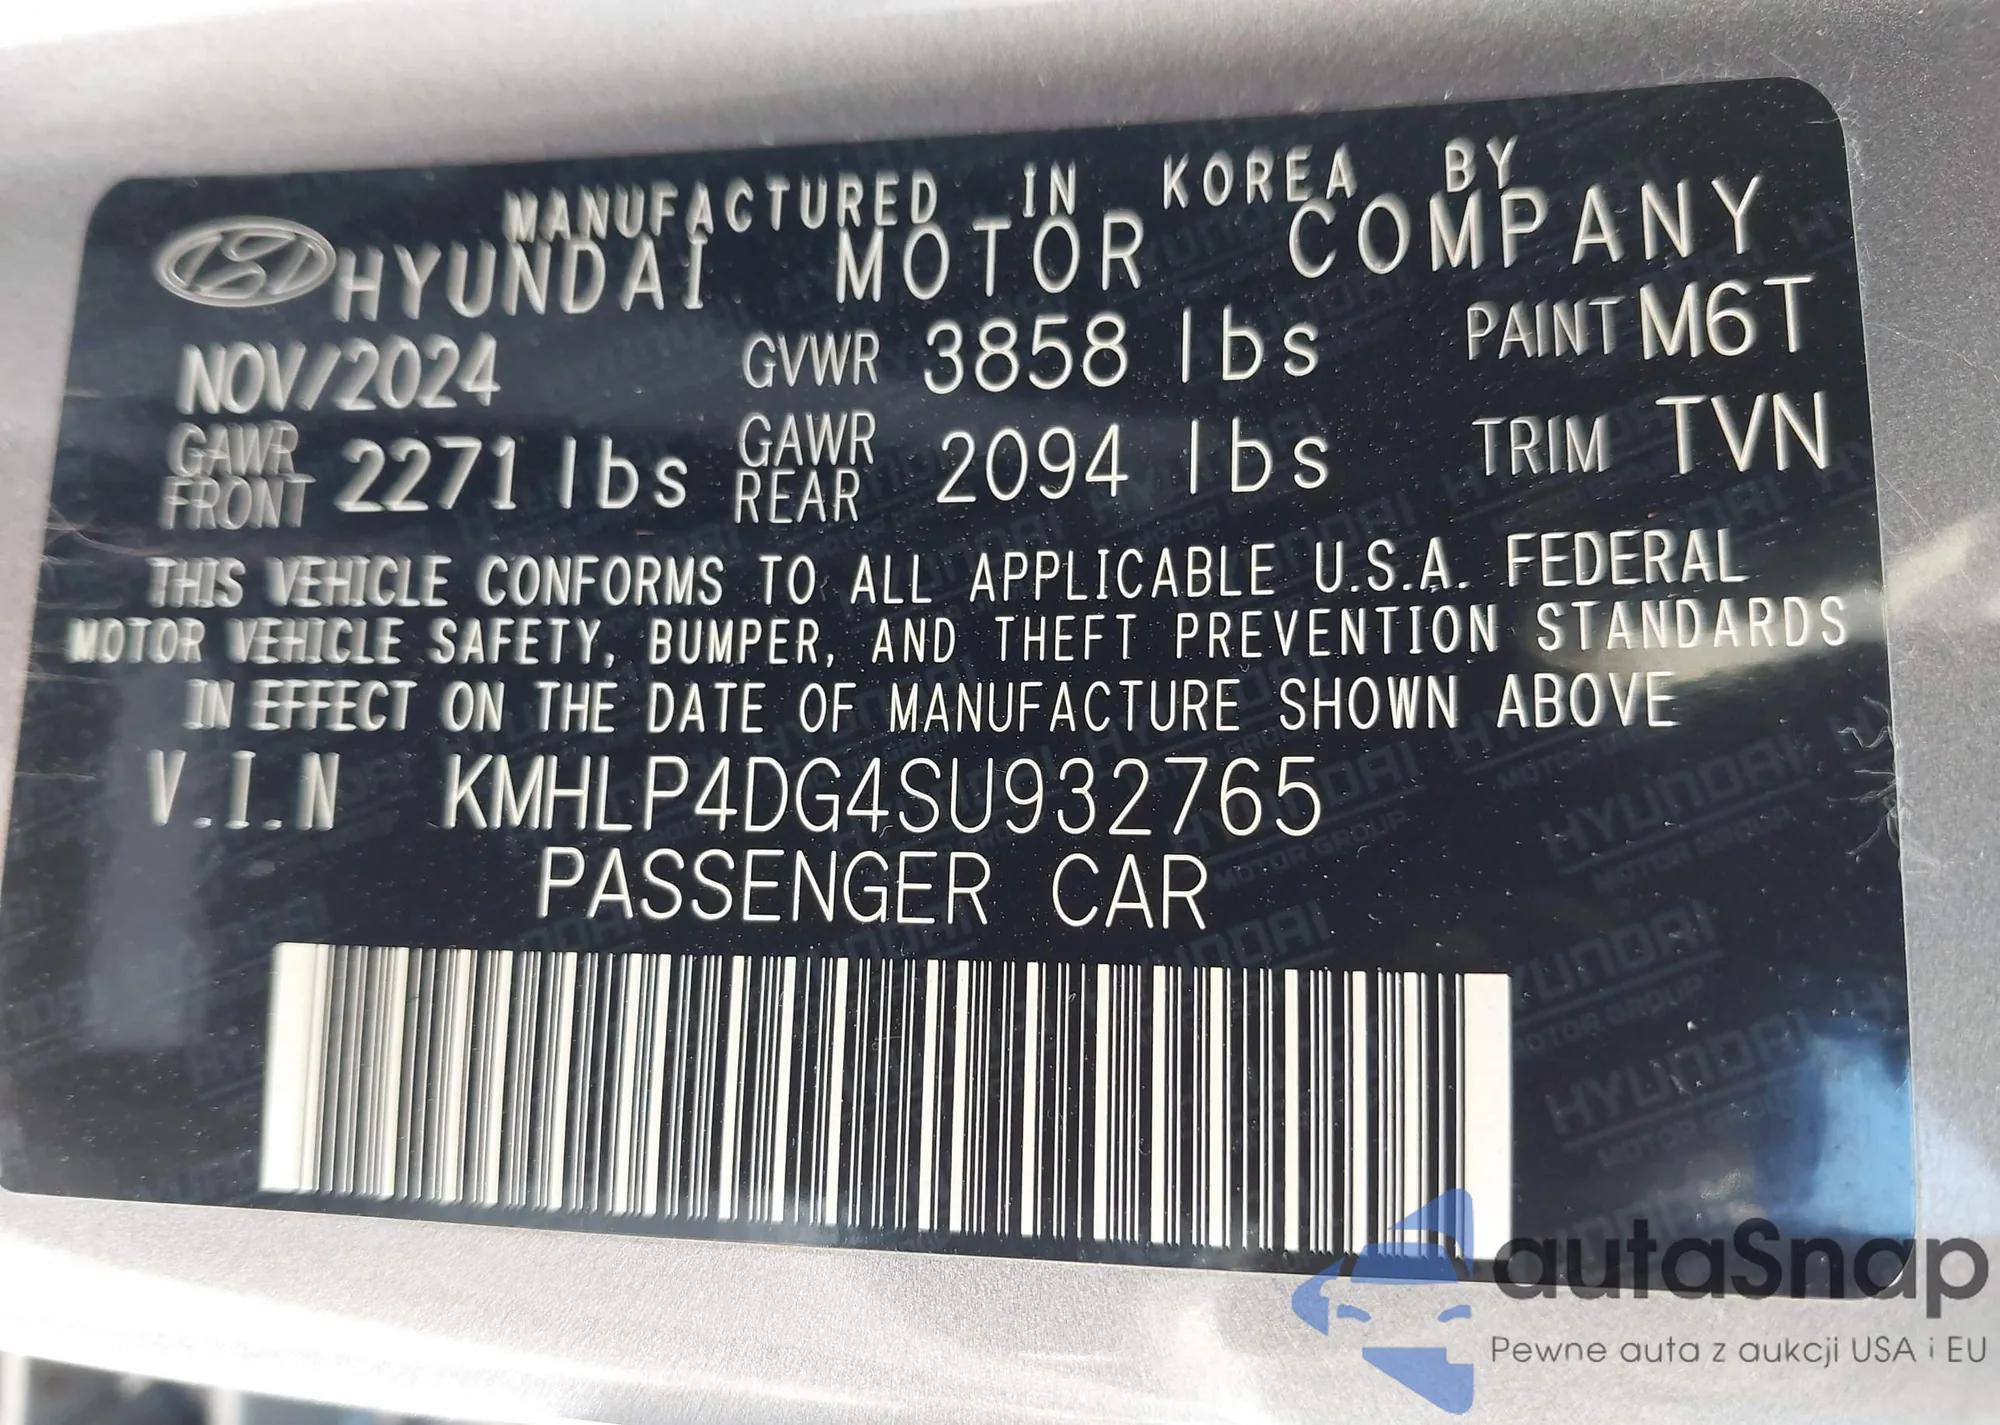 MANUFACTURED IN KOREA BY
HYUNDAI MOTOR COMPANY
NOV/2024 GVWR 3858 lbs PAINT M6T
GAWR FRONT 2271 lbs GAWR REAR 2094 lbs TRIM TVN
THIS VEHICLE CONFORMS TO ALL APPLICABLE U.S.A. FEDERAL
MOTOR VEHICLE SAFETY, BUMPER, AND THEFT PREVENTION STANDARDS
IN EFFECT ON THE DATE OF MANUFACTURE SHOWN ABOVE
V.I.N KMHLP4DG4SU932765
PASSENGER CAR
HYUNDAI
MOTOR GROUP
autaSnap
Pewne auta z aukcji USA i EU